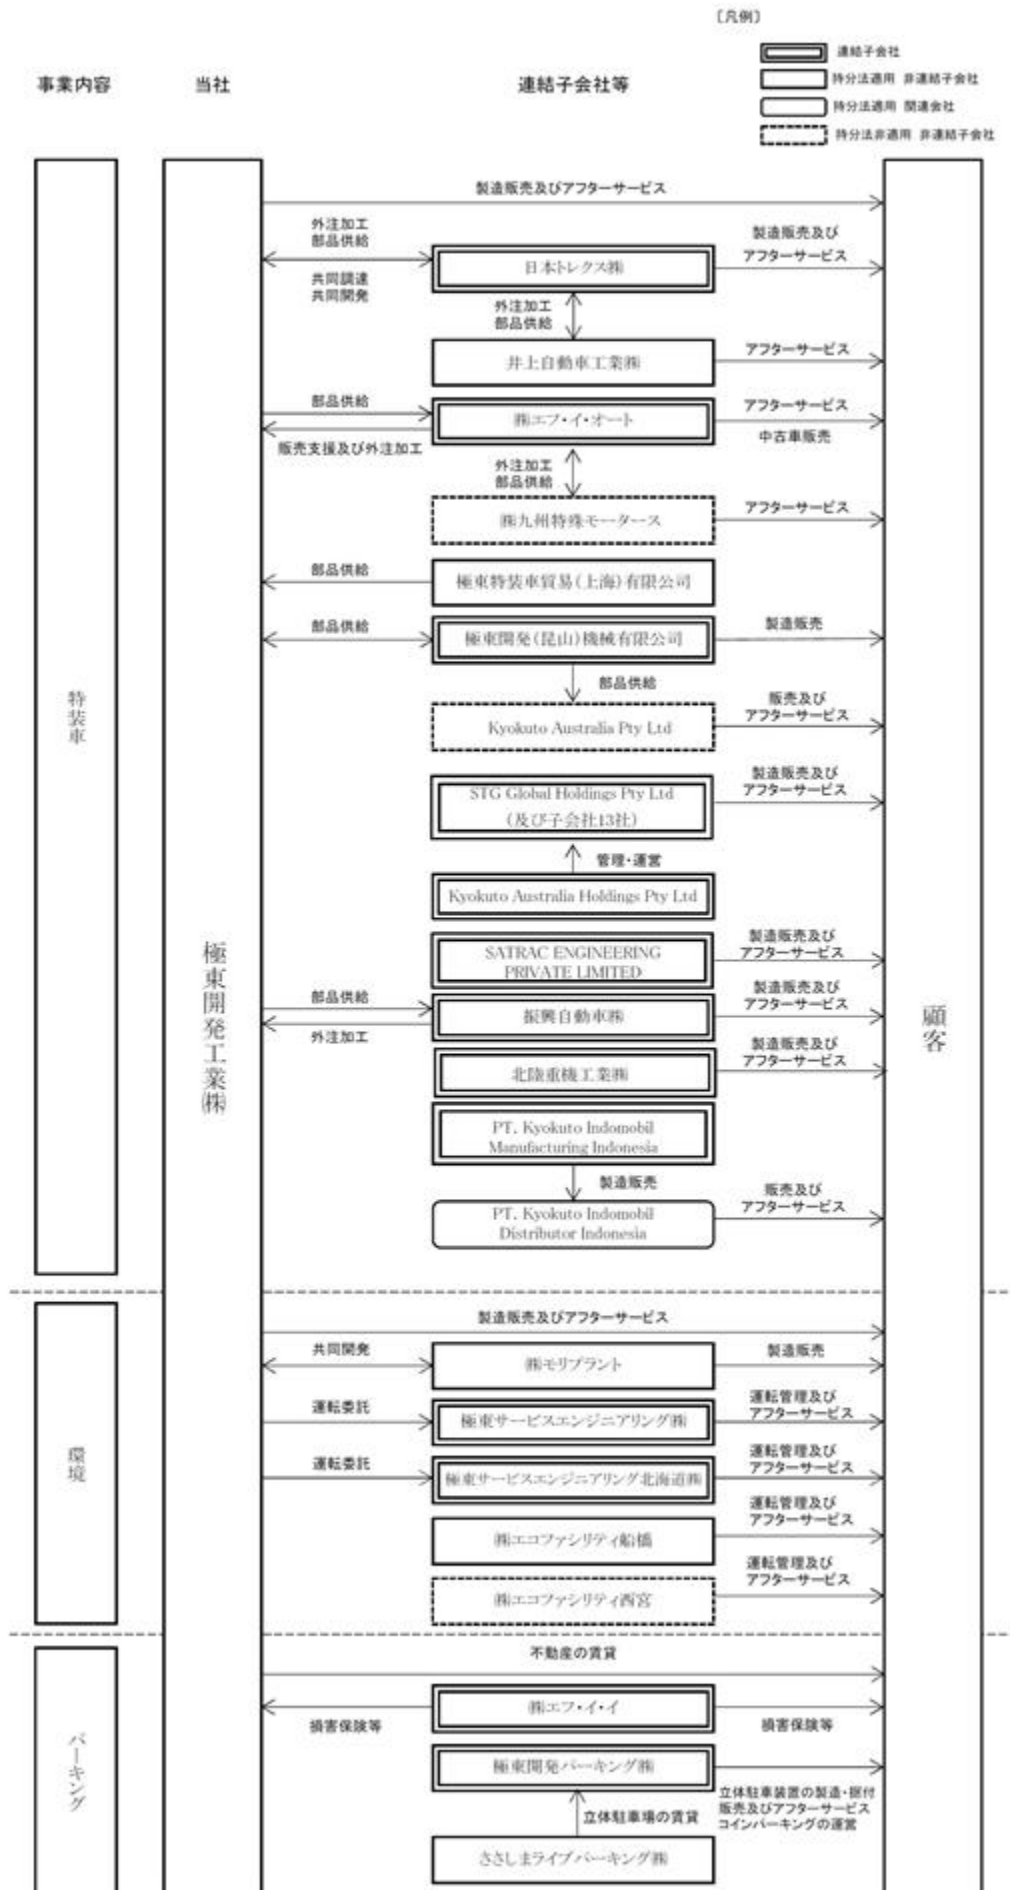 〔凡例〕
連結子会社
持分法適用 非連結子会社
持分法適用 関連会社
持分法非適用 非連結子会社
事業内容
当社
連結子会社等
特装車
極東開発工業㈱
顧客
製造販売及びアフターサービス
外注加工
部品供給
共同調達
共同開発
日本トレクス㈱
製造販売及び
アフターサービス
外注加工
部品供給
井上自動車工業㈱
アフターサービス
部品供給
販売支援及び外注加工
㈱エフ・イ・オート
アフターサービス
中古車販売
外注加工
部品供給
㈱九州特殊モータース
アフターサービス
部品供給
極東特装車貿易(上海)有限公司
部品供給
極東開発(昆山)機械有限公司
製造販売
部品供給
Kyokuto Australia Pty Ltd
販売及び
アフターサービス
STG Global Holdings Pty Ltd
(及び子会社13社)
製造販売及び
アフターサービス
管理・運営
Kyokuto Australia Holdings Pty Ltd
SATRAC ENGINEERING
PRIVATE LIMITED
製造販売及び
アフターサービス
部品供給
外注加工
振興自動車㈱
製造販売及び
アフターサービス
北陸重機工業㈱
製造販売及び
アフターサービス
PT. Kyokuto Indomobil
Manufacturing Indonesia
製造販売
PT. Kyokuto Indomobil
Distributor Indonesia
販売及び
アフターサービス
環境
製造販売及びアフターサービス
共同開発
㈱モリプラント
製造販売
運転委託
極東サービスエンジニアリング㈱
運転管理及び
アフターサービス
運転委託
極東サービスエンジニアリング北海道㈱
運転管理及び
アフターサービス
㈱エコファシリティ船橋
運転管理及び
アフターサービス
㈱エコファシリティ西宮
運転管理及び
アフターサービス
パーキング
不動産の賃貸
㈱エフ・イ・イ
損害保険等
損害保険等
極東開発パーキング㈱
立体駐車装置の製造・据付
販売及びアフターサービス
コインパーキングの運営
立体駐車場の賃貸
ささしまライブパーキング㈱